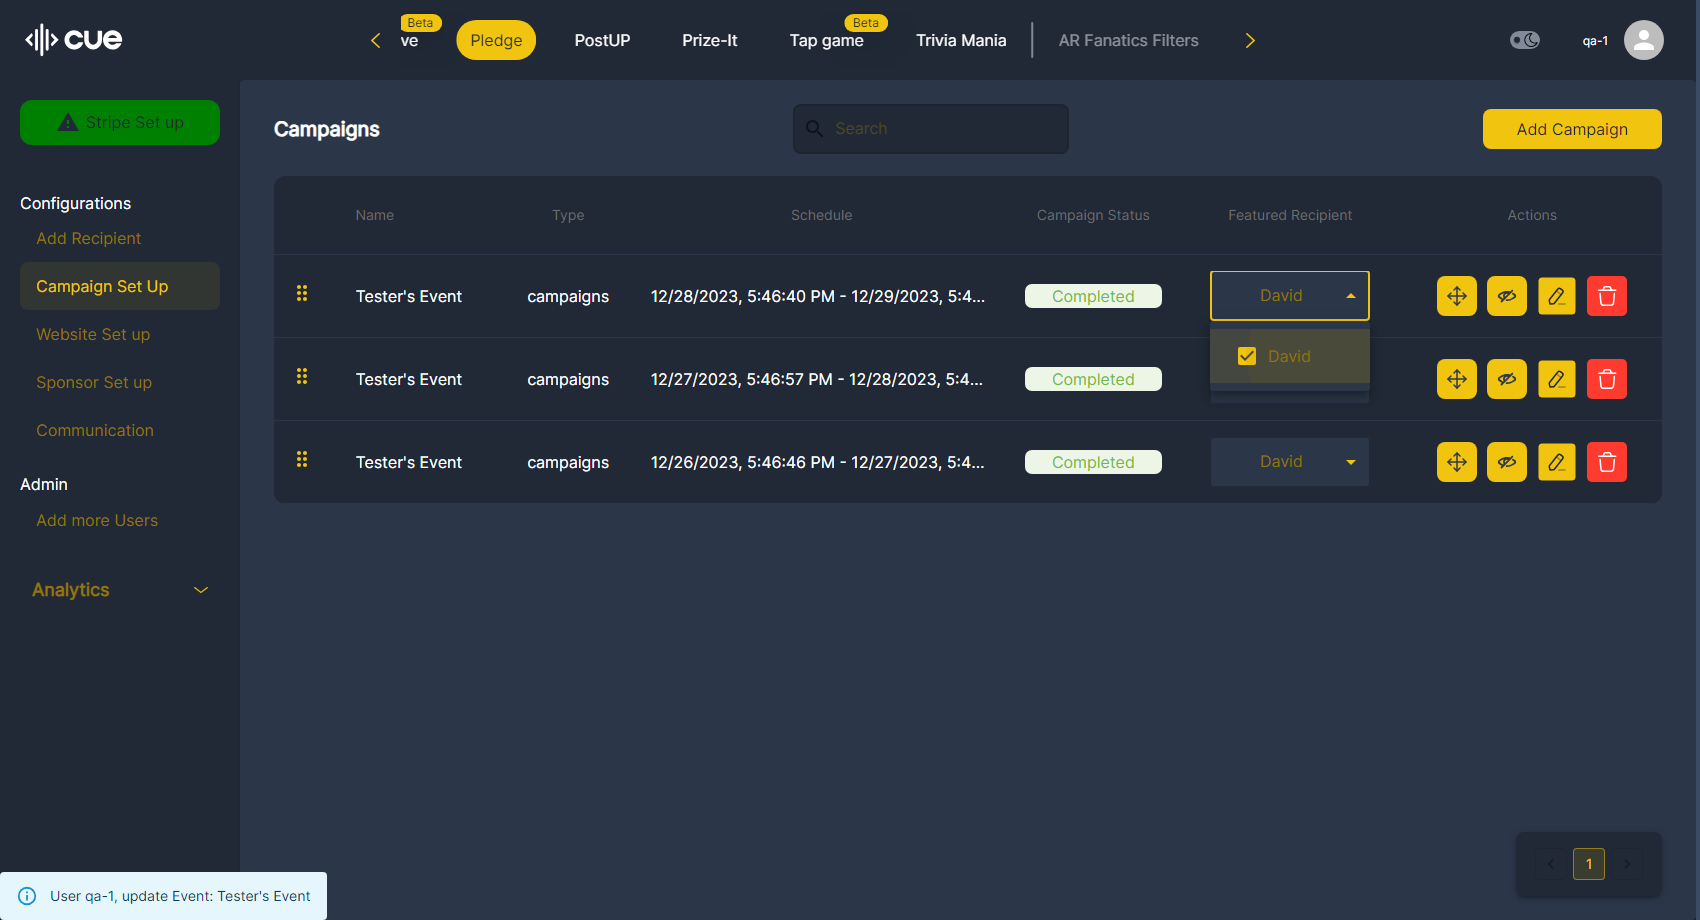 cue
Beta
ve
Pledge
PostUP
Prize-It
Beta
Tap game
Trivia Mania
AR Fanatics Filters
qa-1
Stripe Set up
Configurations
Add Recipient
Campaign Set Up
Website Set up
Sponsor Set up
Communication
Admin
Add more Users
Analytics
Campaigns
Search
Add Campaign
Name Type Schedule Campaign Status Featured Recipient Actions
Tester's Event campaigns 12/28/2023, 5:46:40 PM - 12/29/2023, 5:4... Completed David
David
Tester's Event campaigns 12/27/2023, 5:46:57 PM - 12/28/2023, 5:4... Completed
Tester's Event campaigns 12/26/2023, 5:46:46 PM - 12/27/2023, 5:4... Completed David
1
User qa-1, update Event: Tester's Event